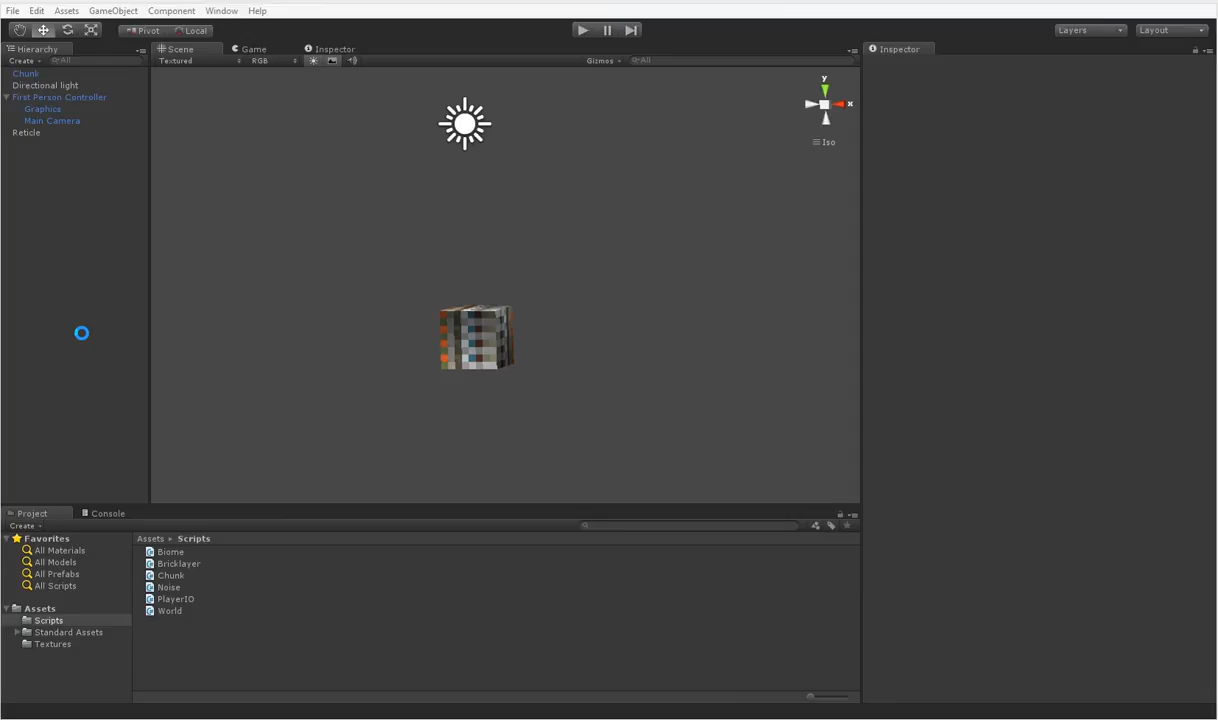 File Edit Assets GameObject Component Window Help
Pivot Local Layers Layout
Hierarchy Scene Game Inspector Inspector
Create All Textured RGB Gizmos All
Chunk
Directional light
First Person Controller
Graphics
Main Camera
Reticle
y
x
Iso
Project Console
Create
Favorites
All Materials
All Models
All Prefabs
All Scripts
Assets
Scripts
Standard Assets
Textures
Assets Scripts
Biome
Bricklayer
Chunk
Noise
PlayerIO
World